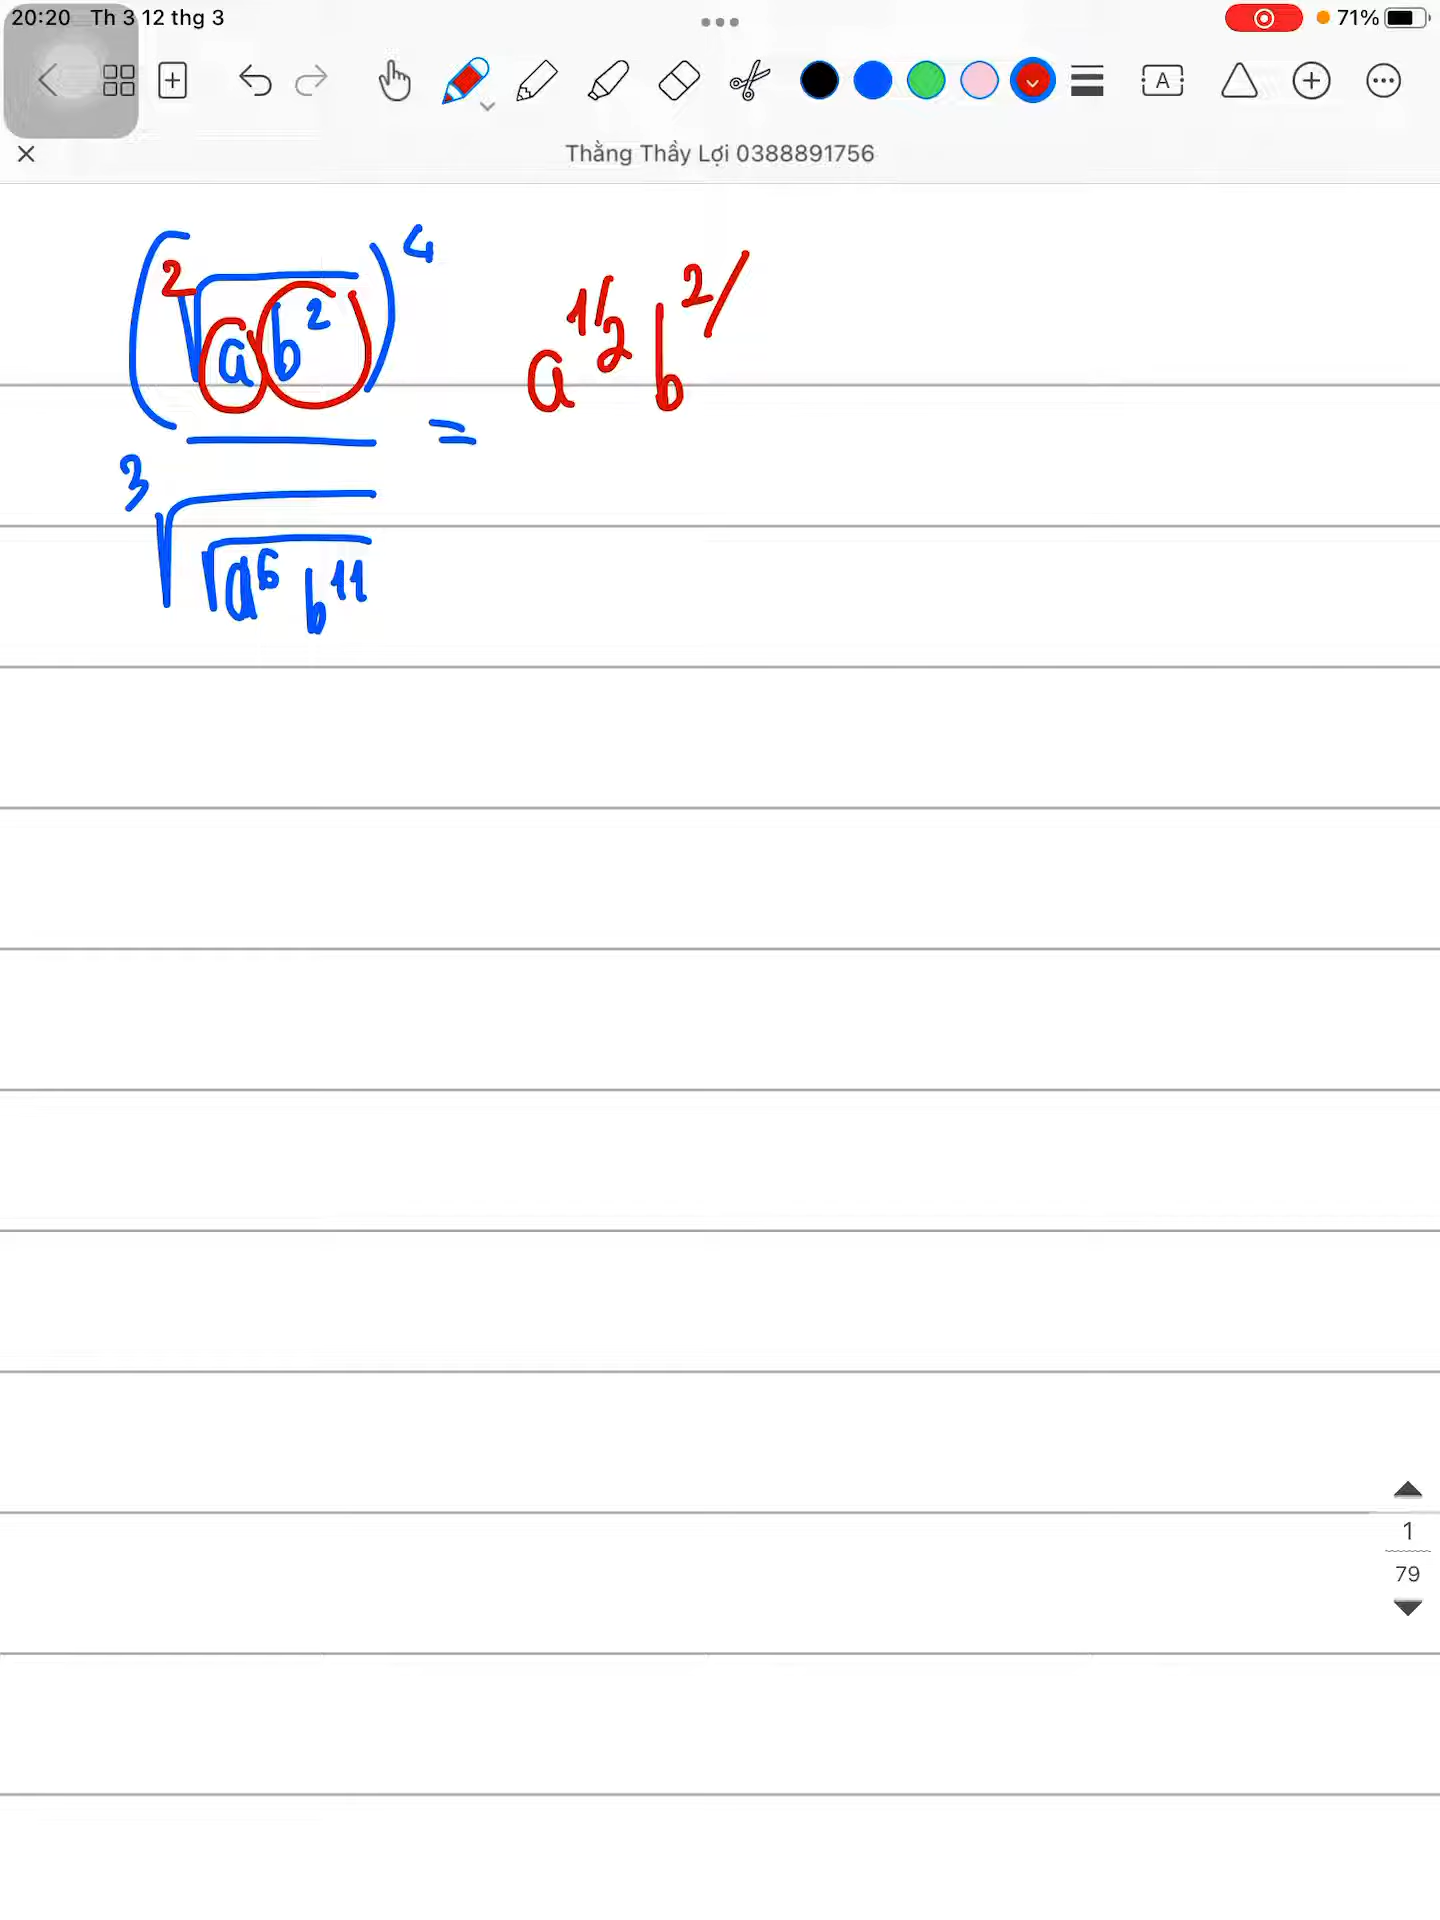 20:20 Th 3 12 thg 3
71%
A
Thằng Thầy Lợi 0388891756
(²√(ab²))⁴ / ³√(√(a⁶ b¹¹)) = a^1/2 b^2/
1
79